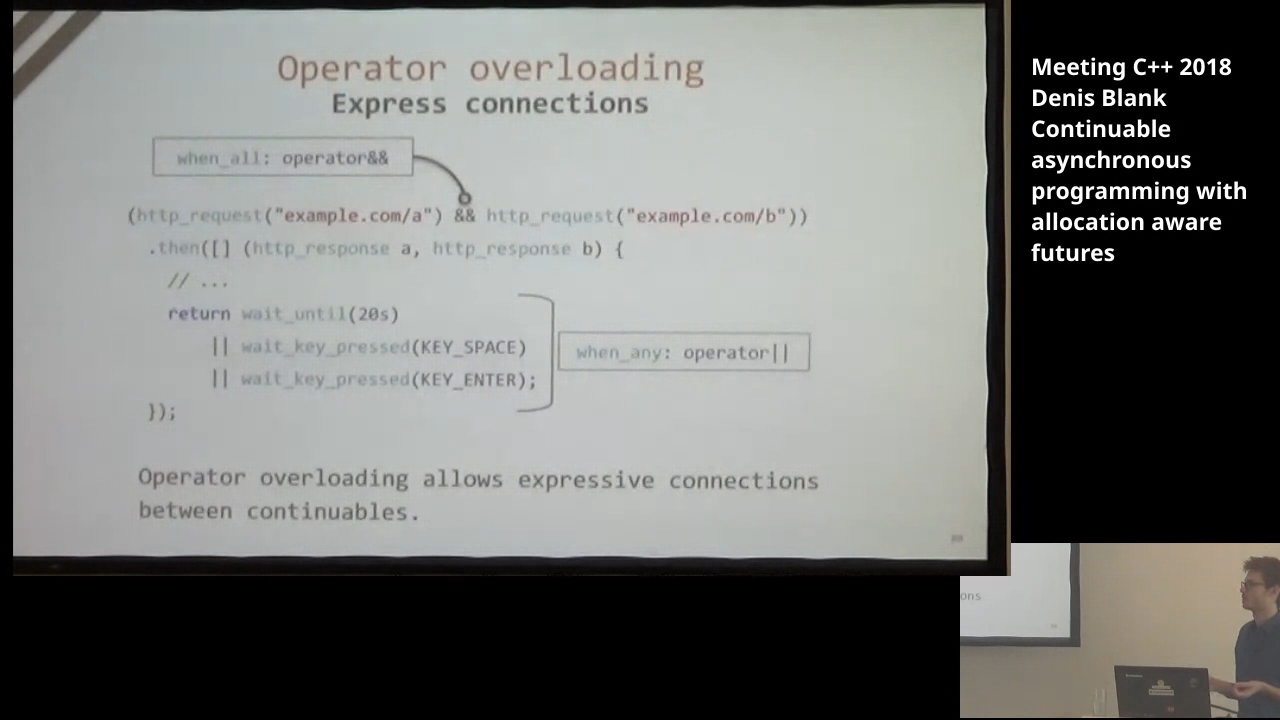 Operator overloading
Express connections
when_all: operator&&
(http_request("example.com/a") && http_request("example.com/b"))
.then([] (http_response a, http_response b) {
// ...
return wait_until(20s)
|| wait_key_pressed(KEY_SPACE)
|| wait_key_pressed(KEY_ENTER);
});
when_any: operator||
Operator overloading allows expressive connections
between continuables.
Meeting C++ 2018
Denis Blank
Continuable
asynchronous
programming with
allocation aware
futures
ons